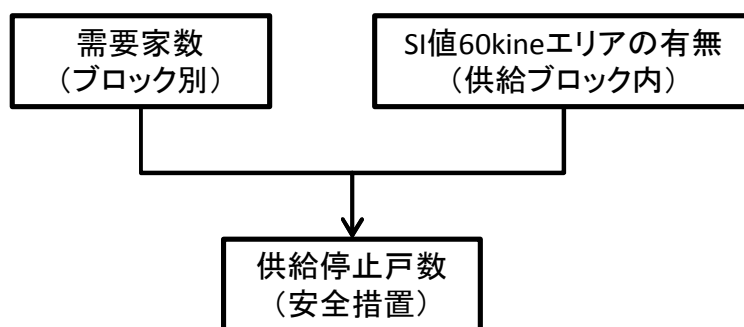 需要家数
（ブロック別）
SI値60kineエリアの有無
（供給ブロック内）
供給停止戸数
（安全措置）